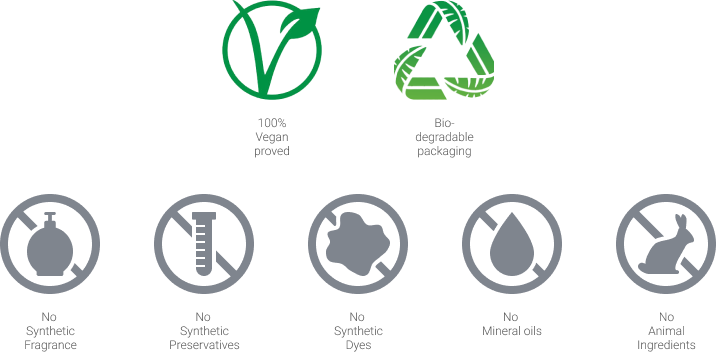 100%
Vegan
proved
Bio-
degradable
packaging
No
Synthetic
Fragrance
No
Synthetic
Preservatives
No
Synthetic
Dyes
No
Mineral oils
No
Animal
Ingredients